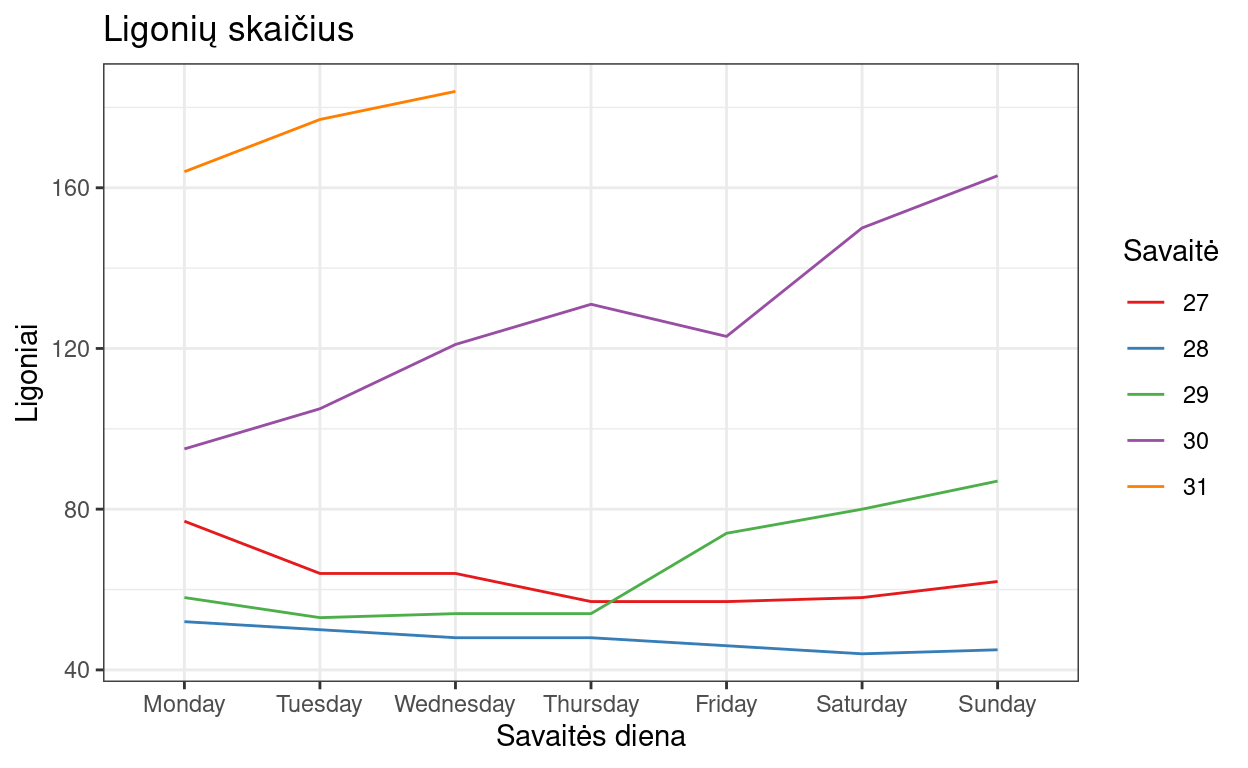 Ligonių skaičius
Ligoniai
160
120
80
40
Monday Tuesday Wednesday Thursday Friday Saturday Sunday
Savaitės diena
Savaitė
27
28
29
30
31